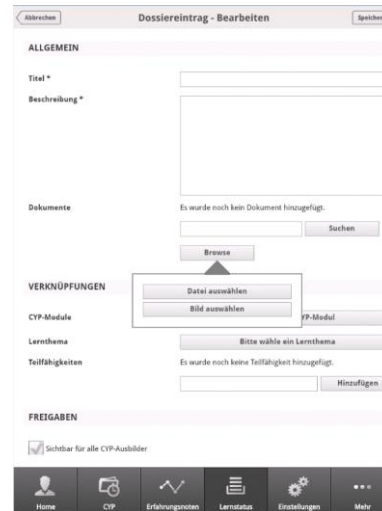 Abbrechen
Dossiereintrag - Bearbeiten
Speicher
ALLGEMEIN
Titel *
Beschreibung *
Dokumente
Es wurde noch kein Dokument hinzugefügt.
Suchen
Browse
Datei auswählen
Bild auswählen
VERKNÜPFUNGEN
CYP-Module
YP-Modul
Lernthema
Bitte wähle ein Lernthema
Teilfähigkeiten
Es wurde noch keine Teilfähigkeit hinzugefügt.
Hinzufügen
FREIGABEN
Sichtbar für alle CYP-Ausbilder
Home
CYP
Erfahrungsnoten
Lernstatus
Einstellungen
Mehr